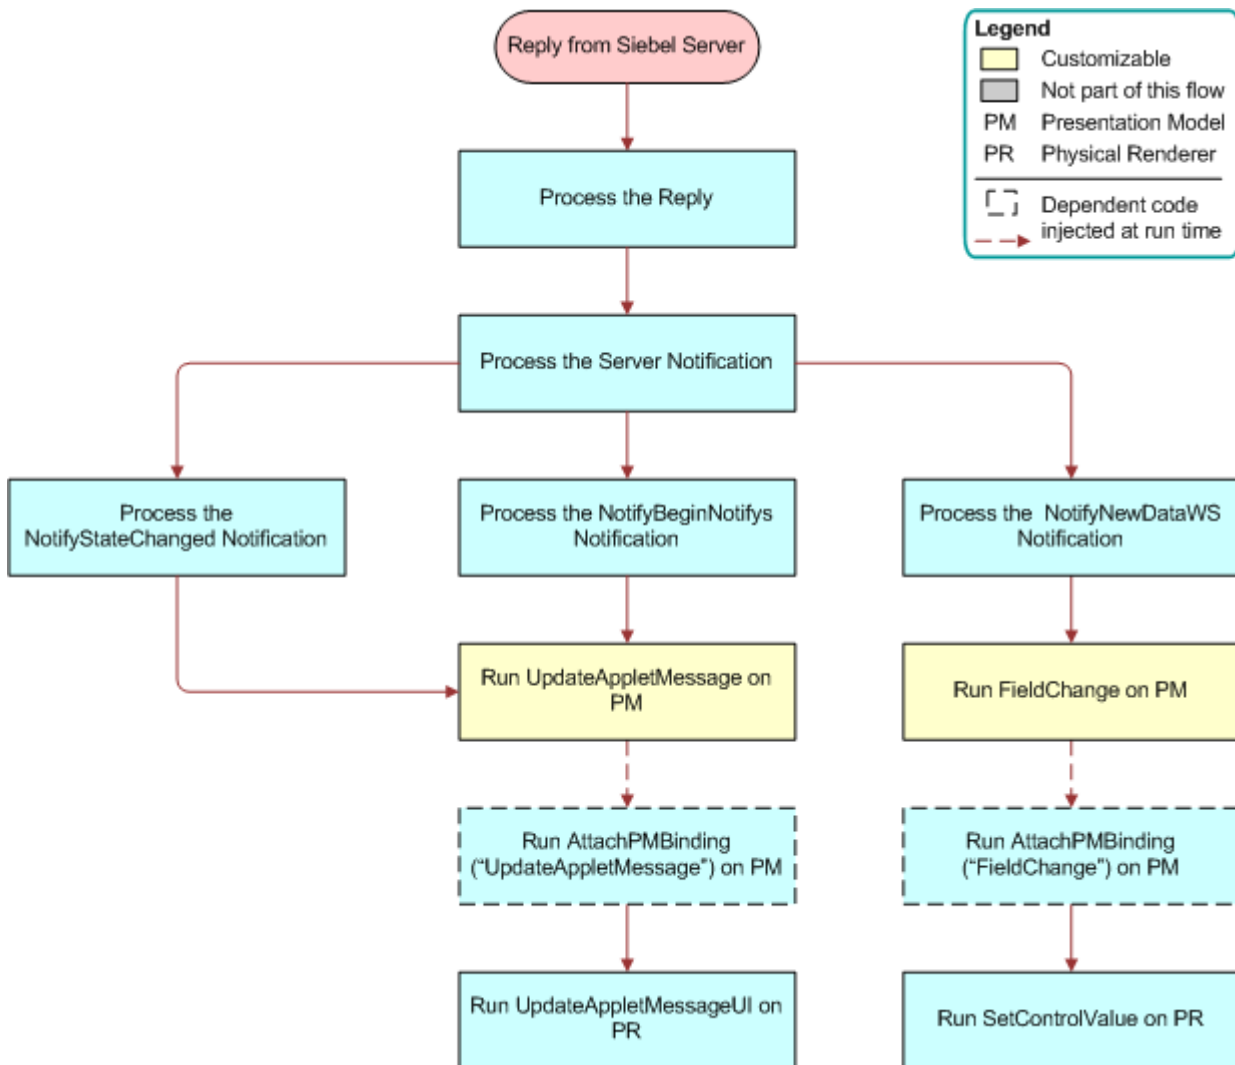 Reply from Siebel Server
Legend
Customizable
Not part of this flow
PM Presentation Model
PR Physical Renderer
Dependent code
injected at run time
Process the Reply
Process the Server Notification
Process the
NotifyStateChanged Notification
Process the NotifyBeginNotifys
Notification
Process the NotifyNewDataWS
Notification
Run UpdateAppletMessage on
PM
Run FieldChange on PM
Run AttachPMBinding
(“UpdateAppletMessage”) on PM
Run AttachPMBinding
(“FieldChange”) on PM
Run UpdateAppletMessageUI on
PR
Run SetControlValue on PR